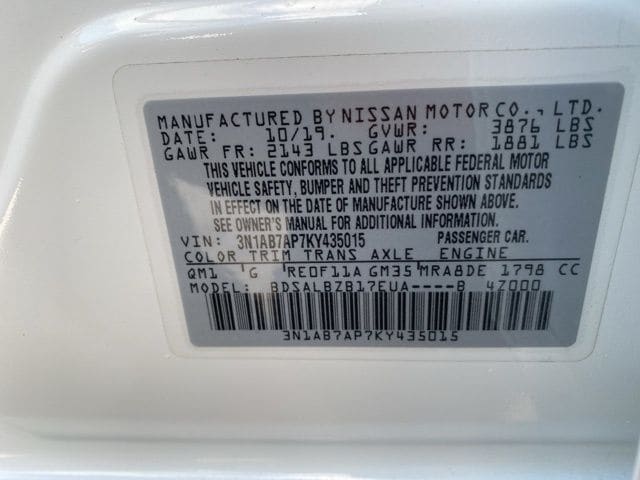 MANUFACTURED BY NISSAN MOTOR CO., LTD.
DATE: 10/19. GVWR: 3876 LBS
GAWR FR: 2143 LBS GAWR RR: 1881 LBS
THIS VEHICLE CONFORMS TO ALL APPLICABLE FEDERAL MOTOR
VEHICLE SAFETY, BUMPER AND THEFT PREVENTION STANDARDS
IN EFFECT ON THE DATE OF MANUFACTURE SHOWN ABOVE.
SEE OWNER'S MANUAL FOR ADDITIONAL INFORMATION.
VIN: 3N1AB7AP7KY435015 PASSENGER CAR.
COLOR TRIM TRANS AXLE ENGINE
QM1 G RE0F11A GM35 MRA8DE 1798 CC
MODEL: BDSALBZB17EUA----B 4Z000
3N1AB7AP7KY435015